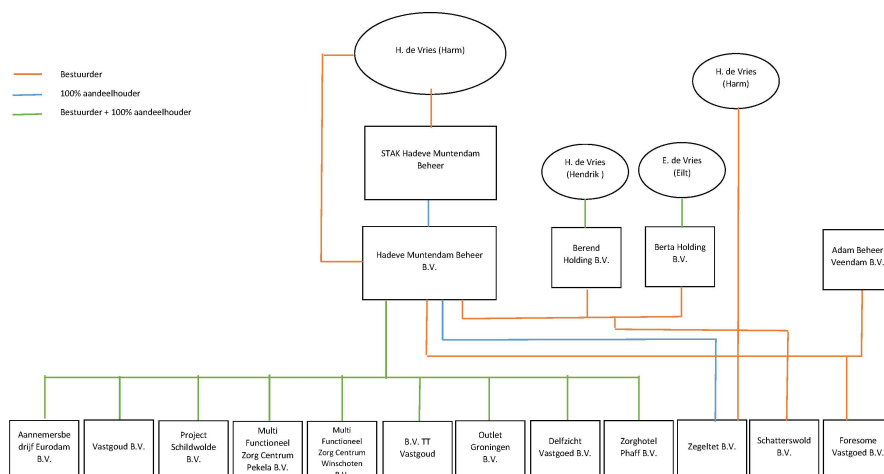 H. de Vries (Harm)
Bestuurder
100% aandeelhouder
Bestuurder + 100% aandeelhouder
H. de Vries
(Harm)
STAK Hadeve Muntendam
Beheer
H. de Vries
(Hendrik )
E. de Vries
(Eilt)
Hadeve Muntendam Beheer
B.V.
Berend
Holding B.V.
Berta Holding
B.V.
Adam Beheer
Veendam B.V.
Aannemersbe
drijf Eurodam
B.V.
Vastgoud B.V.
Project
Schildwolde
B.V.
Multi
Functioneel
Zorg Centrum
Pekela B.V.
Multi
Functioneel
Zorg Centrum
Winschoten
B.V.
B.V. TT
Vastgoud
Outlet
Groningen
B.V.
Delfzicht
Vastgoed B.V.
Zorghotel
Phaff B.V.
Zegeltet B.V.
Schatterswold
B.V.
Foresome
Vastgoed B.V.